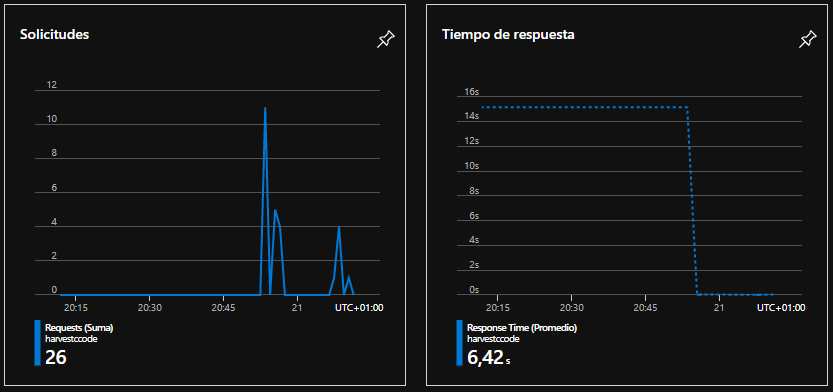 Solicitudes
12
10
8
6
4
2
0
20:15 20:30 20:45 21 UTC+01:00
Requests (Suma)
harvestccode
26
Tiempo de respuesta
16s
14s
12s
10s
8s
6s
4s
2s
0s
20:15 20:30 20:45 21 UTC+01:00
Response Time (Promedio)
harvestccode
6,42 s